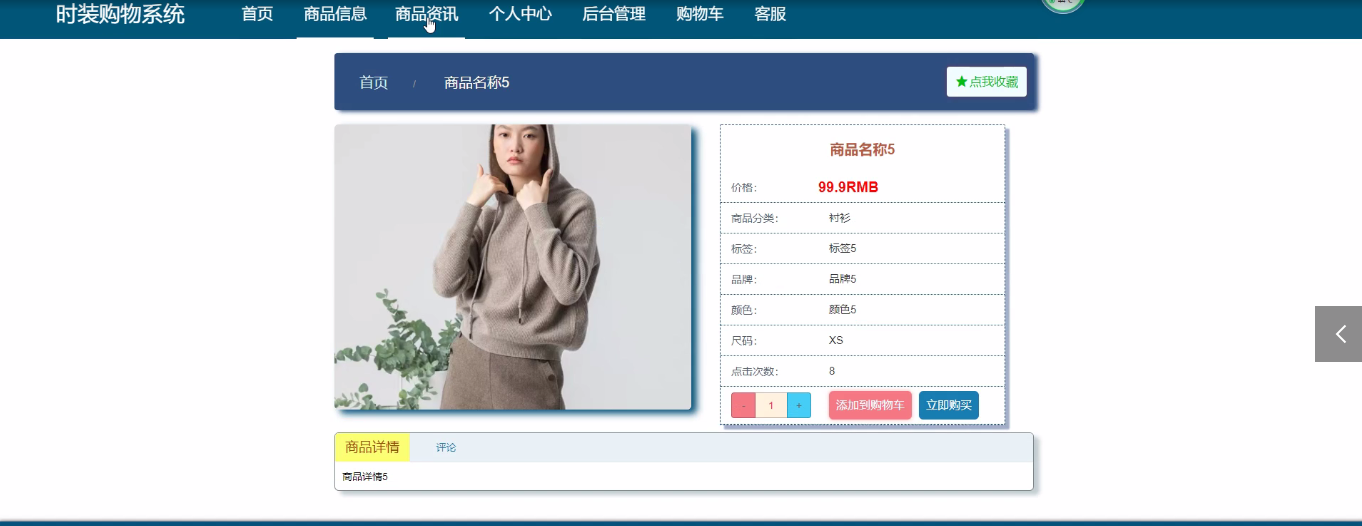 时装购物系统 首页 商品信息 商品资讯 个人中心 后台管理 购物车 客服
首页 / 商品名称5 ★点我收藏
商品名称5
价格: 99.9RMB
商品分类: 衬衫
标签: 标签5
品牌: 品牌5
颜色: 颜色5
尺码: XS
点击次数: 8
- 1 + 添加到购物车 立即购买
商品详情 评论
商品详情5